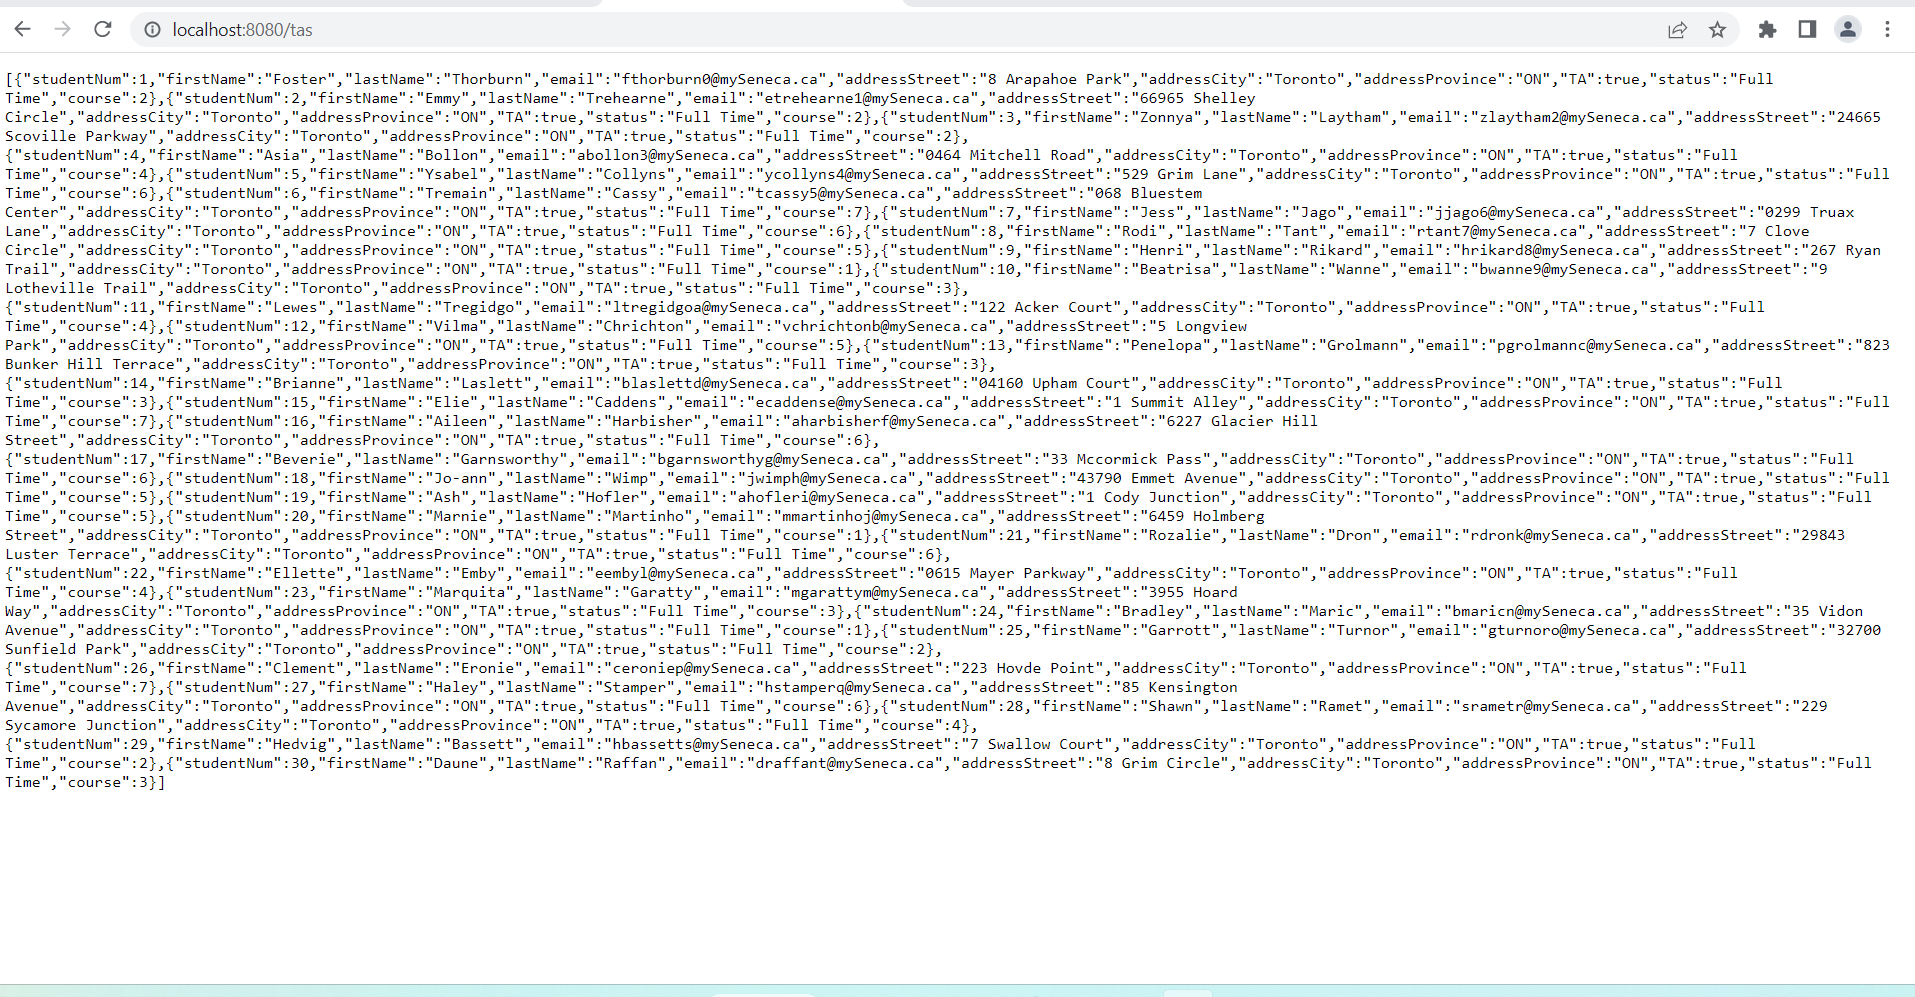 localhost:8080/tas
[{"studentNum":1,"firstName":"Foster","lastName":"Thorburn","email":"fthorburn0@mySeneca.ca","addressStreet":"8 Arapahoe Park","addressCity":"Toronto","addressProvince":"ON","TA":true,"status":"Full
Time","course":2},{"studentNum":2,"firstName":"Emmy","lastName":"Trehearne","email":"etrehearne1@mySeneca.ca","addressStreet":"66965 Shelley
Circle","addressCity":"Toronto","addressProvince":"ON","TA":true,"status":"Full Time","course":2},{"studentNum":3,"firstName":"Zonnya","lastName":"Laytham","email":"zlaytham2@mySeneca.ca","addressStreet":"24665
Scoville Parkway","addressCity":"Toronto","addressProvince":"ON","TA":true,"status":"Full Time","course":2},
{"studentNum":4,"firstName":"Asia","lastName":"Bollon","email":"abollon3@mySeneca.ca","addressStreet":"0464 Mitchell Road","addressCity":"Toronto","addressProvince":"ON","TA":true,"status":"Full
Time","course":4},{"studentNum":5,"firstName":"Ysabel","lastName":"Collyns","email":"ycollyns4@mySeneca.ca","addressStreet":"529 Grim Lane","addressCity":"Toronto","addressProvince":"ON","TA":true,"status":"Full
Time","course":6},{"studentNum":6,"firstName":"Tremain","lastName":"Cassy","email":"tcassy5@mySeneca.ca","addressStreet":"068 Bluestem
Center","addressCity":"Toronto","addressProvince":"ON","TA":true,"status":"Full Time","course":7},{"studentNum":7,"firstName":"Jess","lastName":"Jago","email":"jjago6@mySeneca.ca","addressStreet":"0299 Truax
Lane","addressCity":"Toronto","addressProvince":"ON","TA":true,"status":"Full Time","course":6},{"studentNum":8,"firstName":"Rodi","lastName":"Tant","email":"rtant7@mySeneca.ca","addressStreet":"7 Clove
Circle","addressCity":"Toronto","addressProvince":"ON","TA":true,"status":"Full Time","course":5},{"studentNum":9,"firstName":"Henri","lastName":"Rikard","email":"hrikard8@mySeneca.ca","addressStreet":"267 Ryan
Trail","addressCity":"Toronto","addressProvince":"ON","TA":true,"status":"Full Time","course":1},{"studentNum":10,"firstName":"Beatrisa","lastName":"Wanne","email":"bwanne9@mySeneca.ca","addressStreet":"9
Lotheville Trail","addressCity":"Toronto","addressProvince":"ON","TA":true,"status":"Full Time","course":3},
{"studentNum":11,"firstName":"Lewes","lastName":"Tregidgo","email":"ltregidgoa@mySeneca.ca","addressStreet":"122 Acker Court","addressCity":"Toronto","addressProvince":"ON","TA":true,"status":"Full
Time","course":4},{"studentNum":12,"firstName":"Vilma","lastName":"Chrichton","email":"vchrichtonb@mySeneca.ca","addressStreet":"5 Longview
Park","addressCity":"Toronto","addressProvince":"ON","TA":true,"status":"Full Time","course":5},{"studentNum":13,"firstName":"Penelopa","lastName":"Grolmann","email":"pgrolmannc@mySeneca.ca","addressStreet":"823
Bunker Hill Terrace","addressCity":"Toronto","addressProvince":"ON","TA":true,"status":"Full Time","course":3},
{"studentNum":14,"firstName":"Brianne","lastName":"Laslett","email":"blaslettd@mySeneca.ca","addressStreet":"04160 Upham Court","addressCity":"Toronto","addressProvince":"ON","TA":true,"status":"Full
Time","course":3},{"studentNum":15,"firstName":"Elie","lastName":"Caddens","email":"ecaddense@mySeneca.ca","addressStreet":"1 Summit Alley","addressCity":"Toronto","addressProvince":"ON","TA":true,"status":"Full
Time","course":7},{"studentNum":16,"firstName":"Aileen","lastName":"Harbisher","email":"aharbisherf@mySeneca.ca","addressStreet":"6227 Glacier Hill
Street","addressCity":"Toronto","addressProvince":"ON","TA":true,"status":"Full Time","course":6},
{"studentNum":17,"firstName":"Beverie","lastName":"Garnsworthy","email":"bgarnsworthyg@mySeneca.ca","addressStreet":"33 Mccormick Pass","addressCity":"Toronto","addressProvince":"ON","TA":true,"status":"Full
Time","course":6},{"studentNum":18,"firstName":"Jo-ann","lastName":"Wimp","email":"jwimph@mySeneca.ca","addressStreet":"43790 Emmet Avenue","addressCity":"Toronto","addressProvince":"ON","TA":true,"status":"Full
Time","course":5},{"studentNum":19,"firstName":"Ash","lastName":"Hofler","email":"ahofleri@mySeneca.ca","addressStreet":"1 Cody Junction","addressCity":"Toronto","addressProvince":"ON","TA":true,"status":"Full
Time","course":5},{"studentNum":20,"firstName":"Marnie","lastName":"Martinho","email":"mmartinhoj@mySeneca.ca","addressStreet":"6459 Holmberg
Street","addressCity":"Toronto","addressProvince":"ON","TA":true,"status":"Full Time","course":1},{"studentNum":21,"firstName":"Rozalie","lastName":"Dron","email":"rdronk@mySeneca.ca","addressStreet":"29843
Luster Terrace","addressCity":"Toronto","addressProvince":"ON","TA":true,"status":"Full Time","course":6},
{"studentNum":22,"firstName":"Ellette","lastName":"Emby","email":"eembyl@mySeneca.ca","addressStreet":"0615 Mayer Parkway","addressCity":"Toronto","addressProvince":"ON","TA":true,"status":"Full
Time","course":4},{"studentNum":23,"firstName":"Marquita","lastName":"Garatty","email":"mgarattym@mySeneca.ca","addressStreet":"3955 Hoard
Way","addressCity":"Toronto","addressProvince":"ON","TA":true,"status":"Full Time","course":3},{"studentNum":24,"firstName":"Bradley","lastName":"Maric","email":"bmaricn@mySeneca.ca","addressStreet":"35 Vidon
Avenue","addressCity":"Toronto","addressProvince":"ON","TA":true,"status":"Full Time","course":1},{"studentNum":25,"firstName":"Garrott","lastName":"Turnor","email":"gturnoro@mySeneca.ca","addressStreet":"32700
Sunfield Park","addressCity":"Toronto","addressProvince":"ON","TA":true,"status":"Full Time","course":2},
{"studentNum":26,"firstName":"Clement","lastName":"Eronie","email":"ceroniep@mySeneca.ca","addressStreet":"223 Hovde Point","addressCity":"Toronto","addressProvince":"ON","TA":true,"status":"Full
Time","course":7},{"studentNum":27,"firstName":"Haley","lastName":"Stamper","email":"hstamperq@mySeneca.ca","addressStreet":"85 Kensington
Avenue","addressCity":"Toronto","addressProvince":"ON","TA":true,"status":"Full Time","course":6},{"studentNum":28,"firstName":"Shawn","lastName":"Ramet","email":"srametr@mySeneca.ca","addressStreet":"229
Sycamore Junction","addressCity":"Toronto","addressProvince":"ON","TA":true,"status":"Full Time","course":4},
{"studentNum":29,"firstName":"Hedvig","lastName":"Bassett","email":"hbassetts@mySeneca.ca","addressStreet":"7 Swallow Court","addressCity":"Toronto","addressProvince":"ON","TA":true,"status":"Full
Time","course":2},{"studentNum":30,"firstName":"Daune","lastName":"Raffan","email":"draffant@mySeneca.ca","addressStreet":"8 Grim Circle","addressCity":"Toronto","addressProvince":"ON","TA":true,"status":"Full
Time","course":3}]